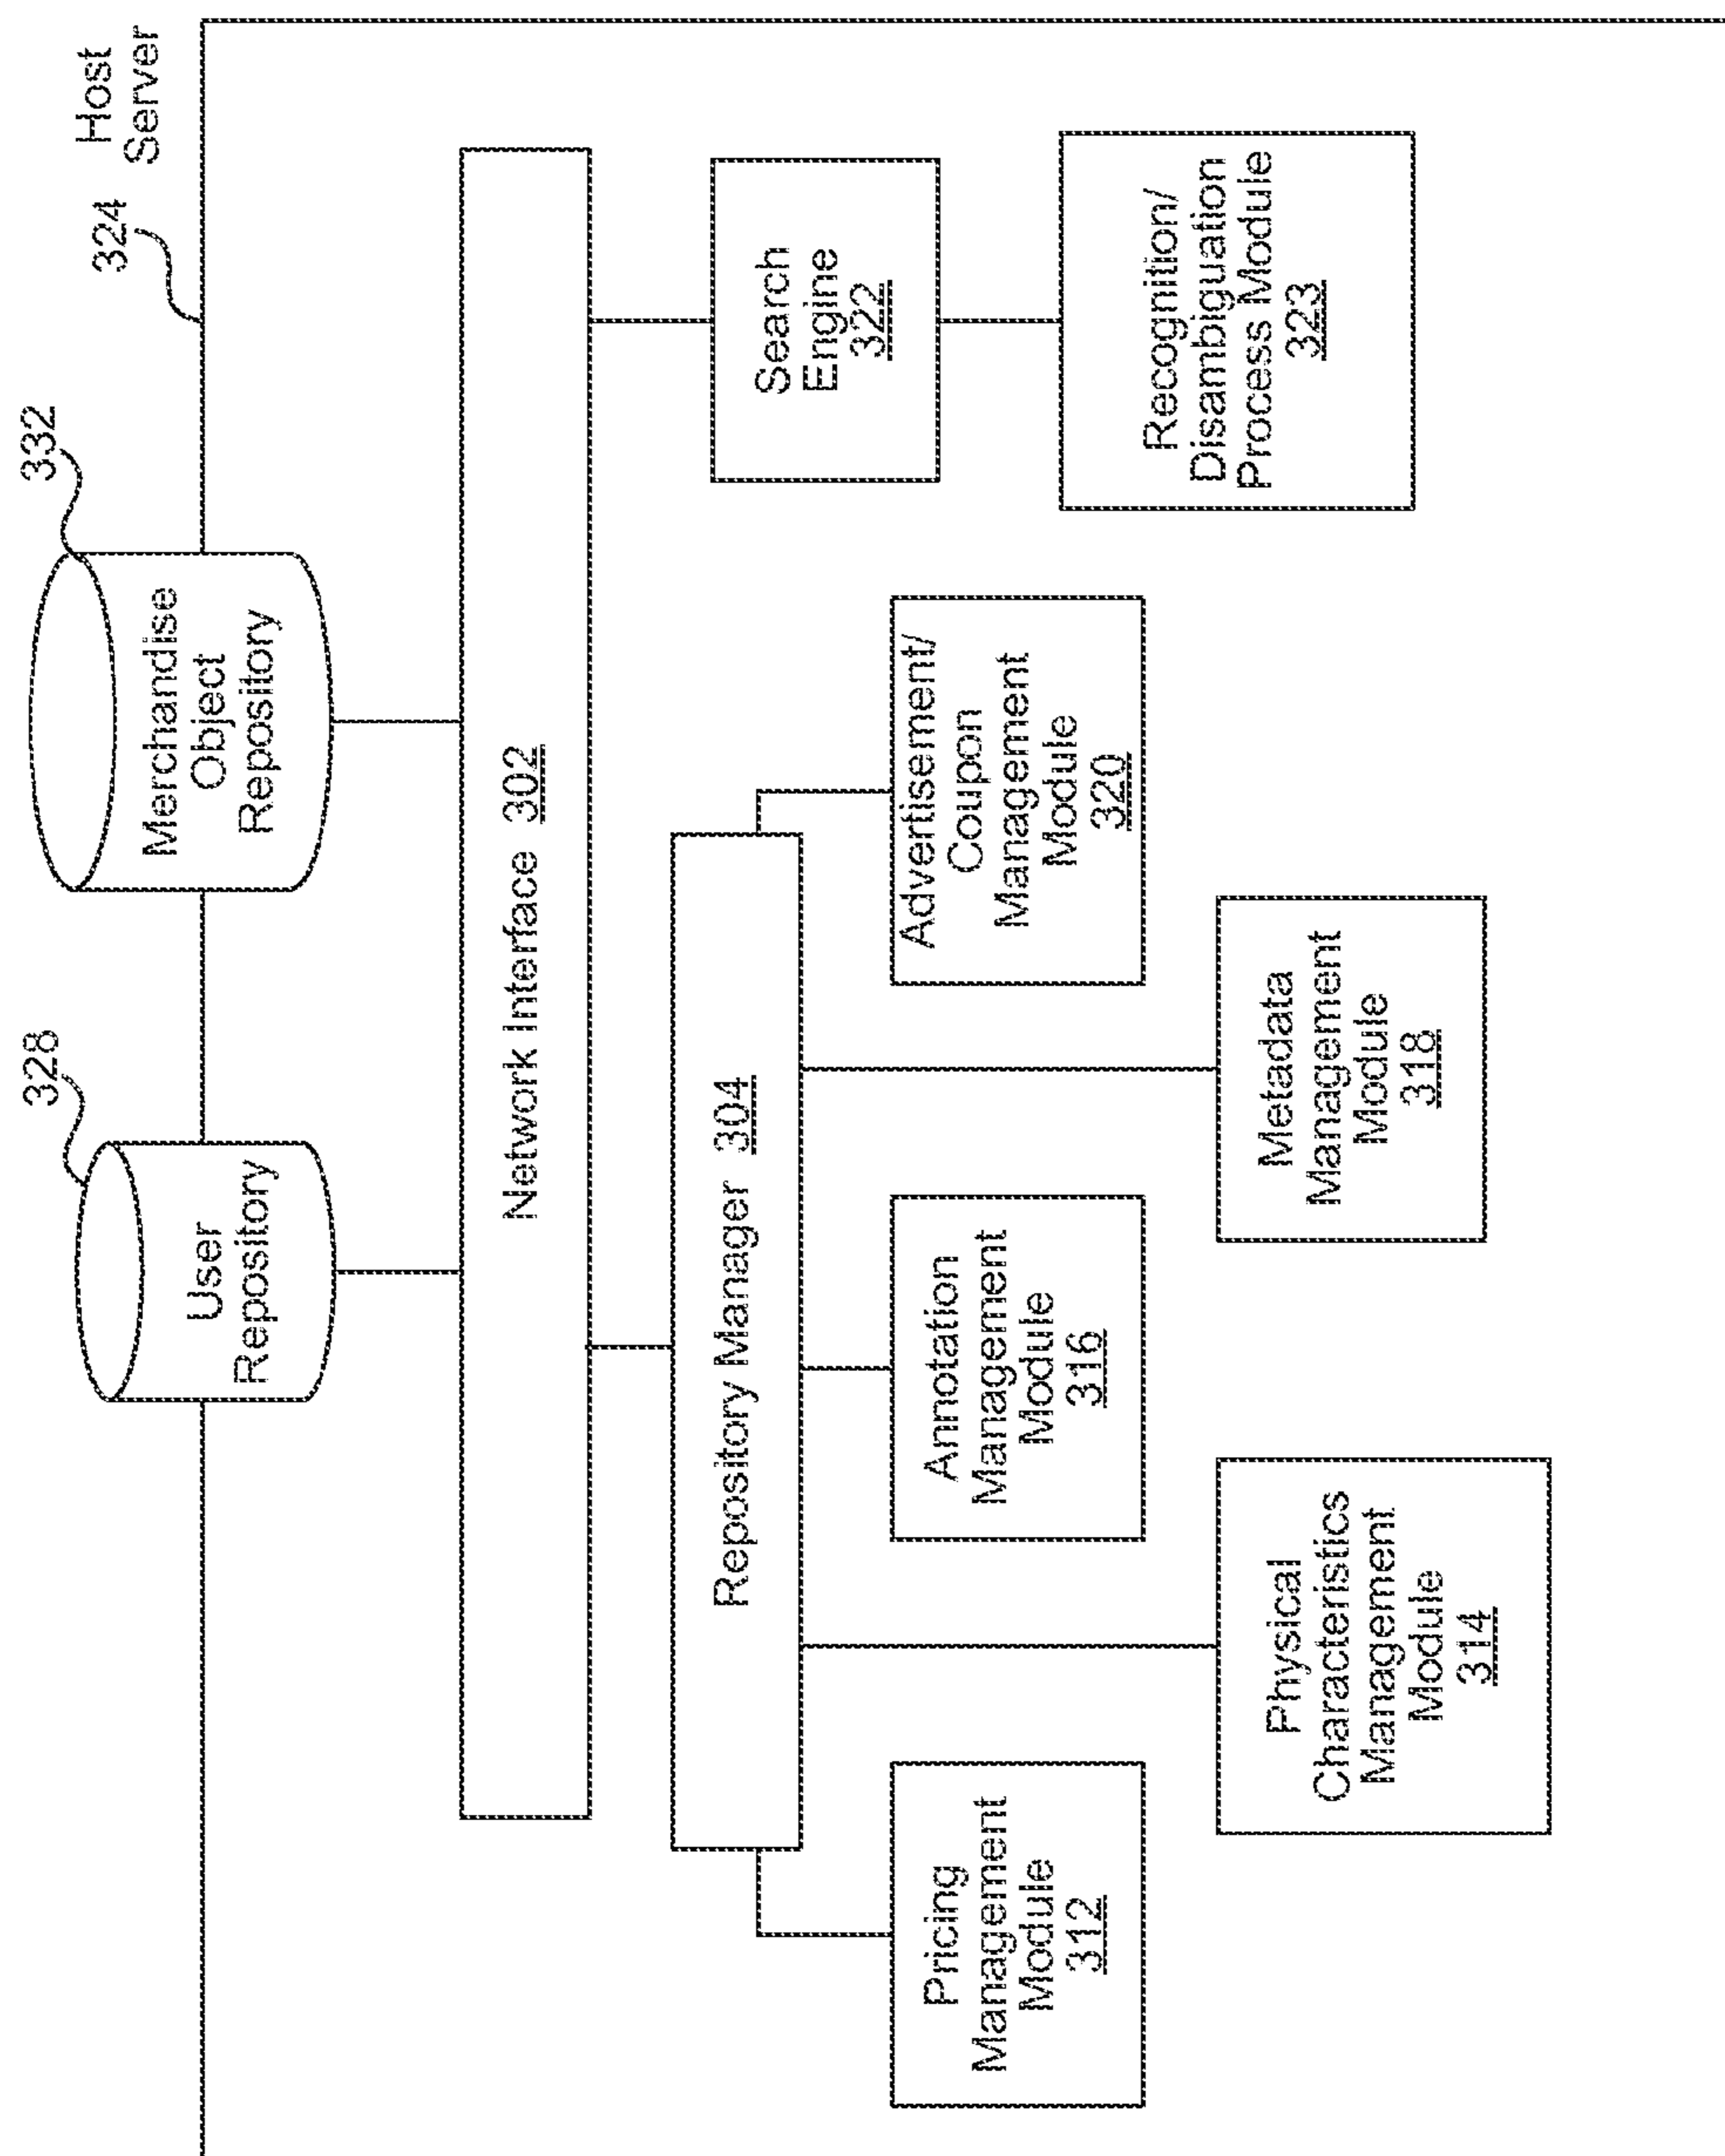 328
332
324
Host
Server
User
Repository
Merchandise
Object
Repository
Network Interface 302
Repository Manager 304
Search
Engine
322
Pricing
Management
Module
312
Annotation
Management
Module
316
Advertisement/
Coupon
Management
Module
320
Recognition/
Disambiguation
Process Module
323
Physical
Characteristics
Management
Module
314
Metadata
Management
Module
318